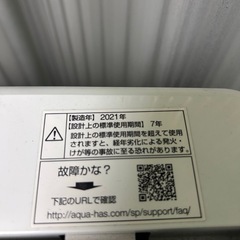 【製造年】2021年
【設計上の標準使用期間】7年
設計上の標準使用期間を超えて使用
されますと、経年劣化による発火・
けが等の事故に至る恐れがあります。
故障かな?
下記のURLで確認
http://aqua-has.com/sp/support/faq/